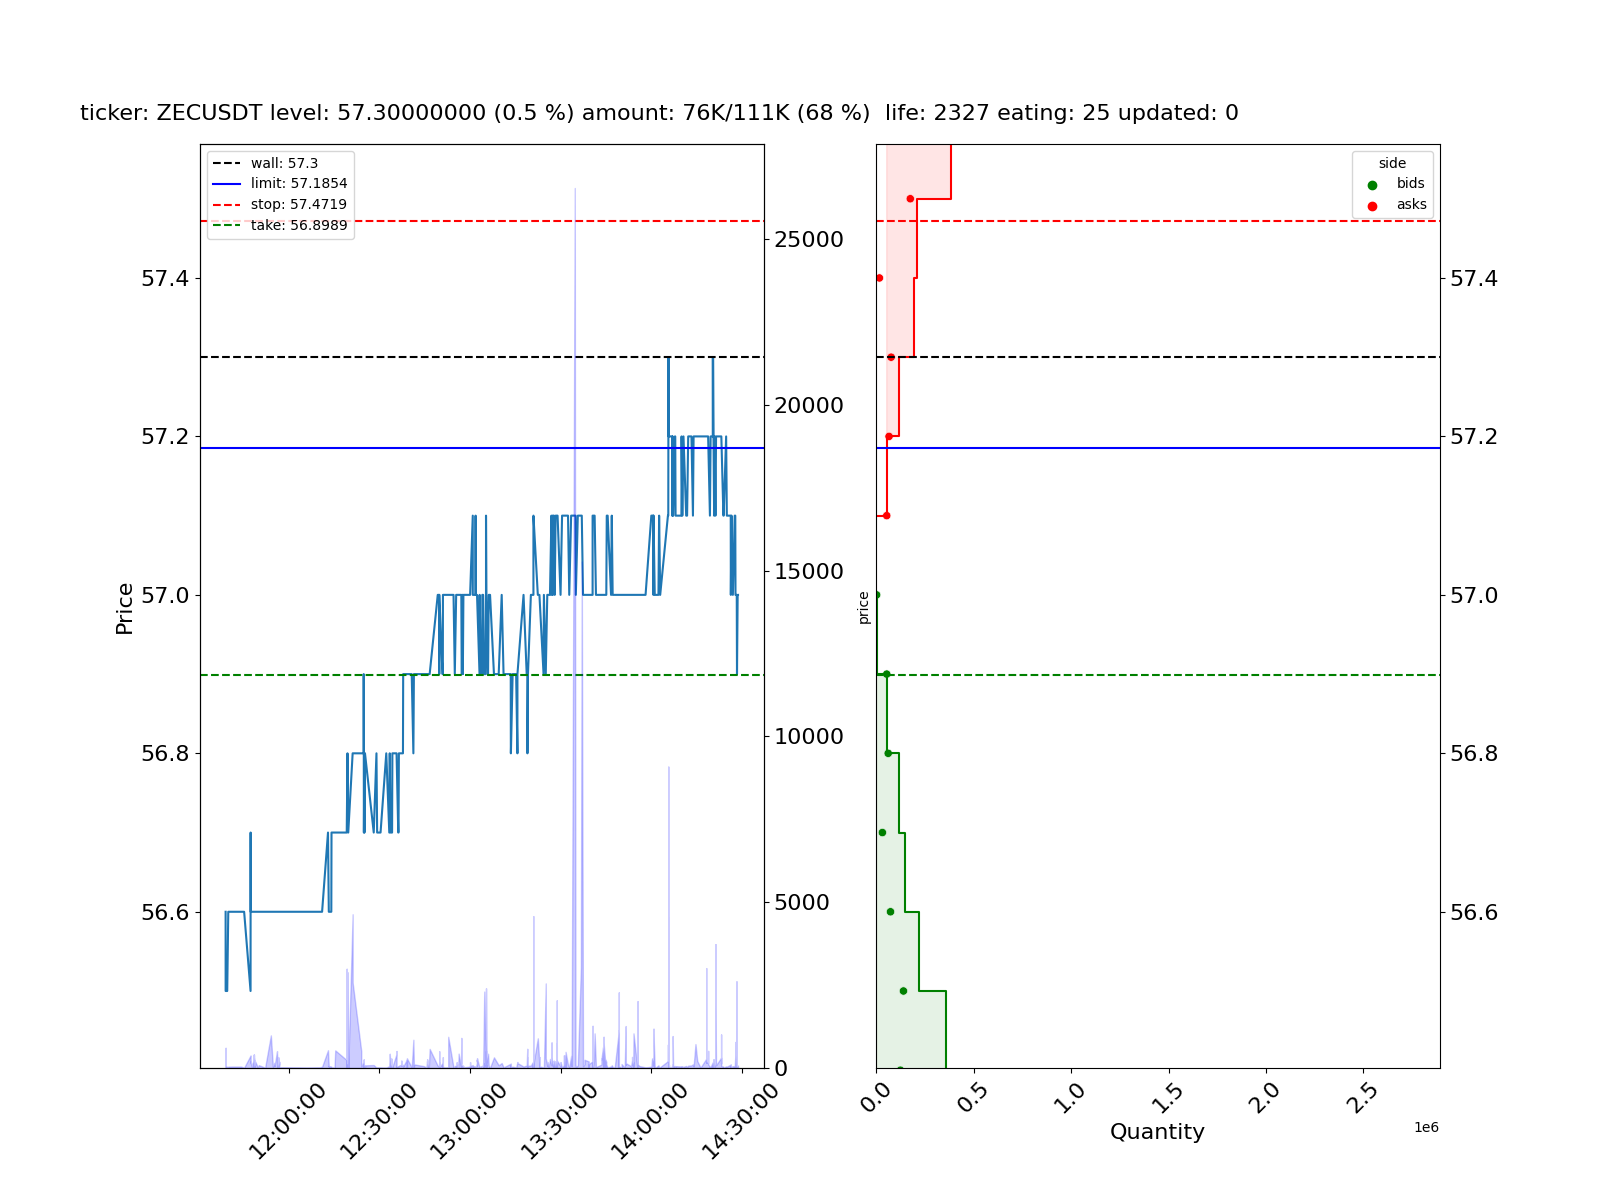 ticker: ZECUSDT level: 57.30000000 (0.5 %) amount: 76K/111K (68 %)  life: 2327 eating: 25 updated: 0
wall: 57.3
limit: 57.1854
stop: 57.4719
take: 56.8989
Price
57.4
57.2
57.0
56.8
56.6
25000
20000
15000
10000
5000
0
12:00:00
12:30:00
13:00:00
13:30:00
14:00:00
14:30:00
side
bids
asks
price
57.4
57.2
57.0
56.8
56.6
0.0
0.5
1.0
1.5
2.0
2.5
1e6
Quantity